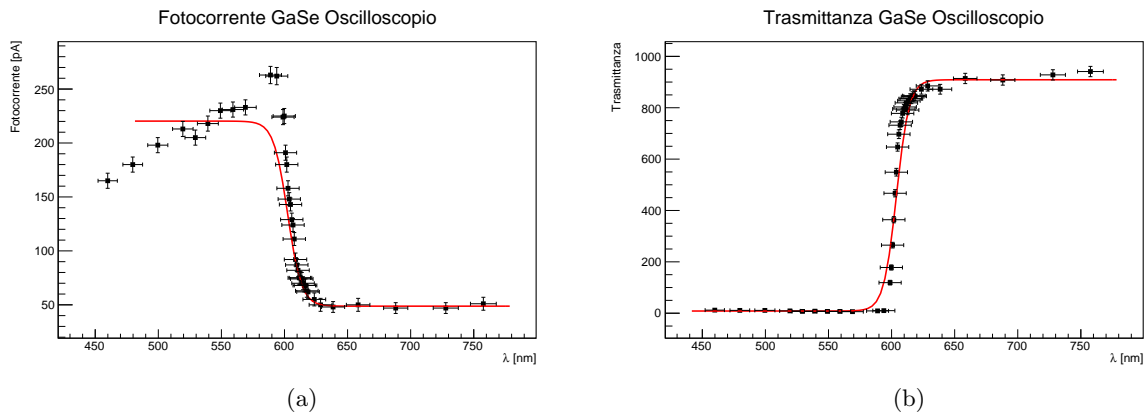 Fotocorrente GaSe Oscilloscopio
Fotocorrente [pA]
250
200
150
100
50
450 500 550 600 650 700 750
λ [nm]
(a)
Trasmittanza GaSe Oscilloscopio
Trasmittanza
1000
800
600
400
200
0
450 500 550 600 650 700 750
λ [nm]
(b)